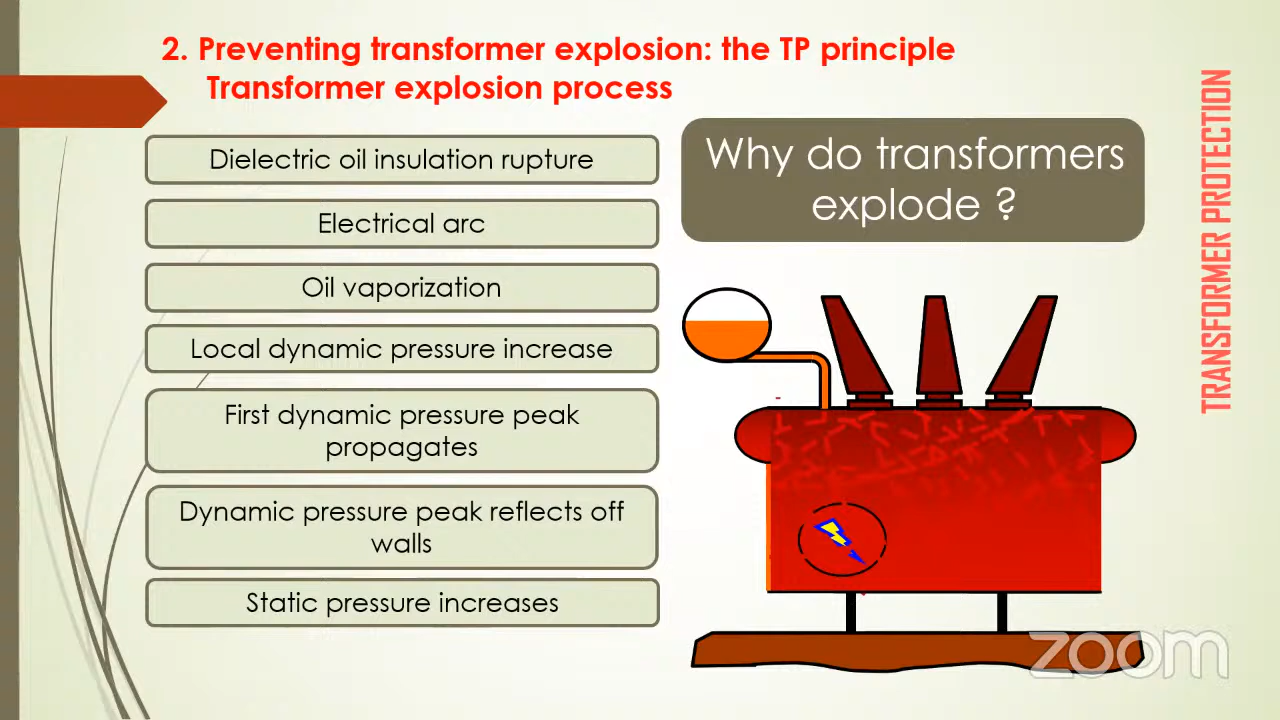 2. Preventing transformer explosion: the TP principle
Transformer explosion process
Dielectric oil insulation rupture
Electrical arc
Oil vaporization
Local dynamic pressure increase
First dynamic pressure peak
propagates
Dynamic pressure peak reflects off
walls
Static pressure increases
Why do transformers
explode ?
TRANSFORMER PROTECTION
zoom